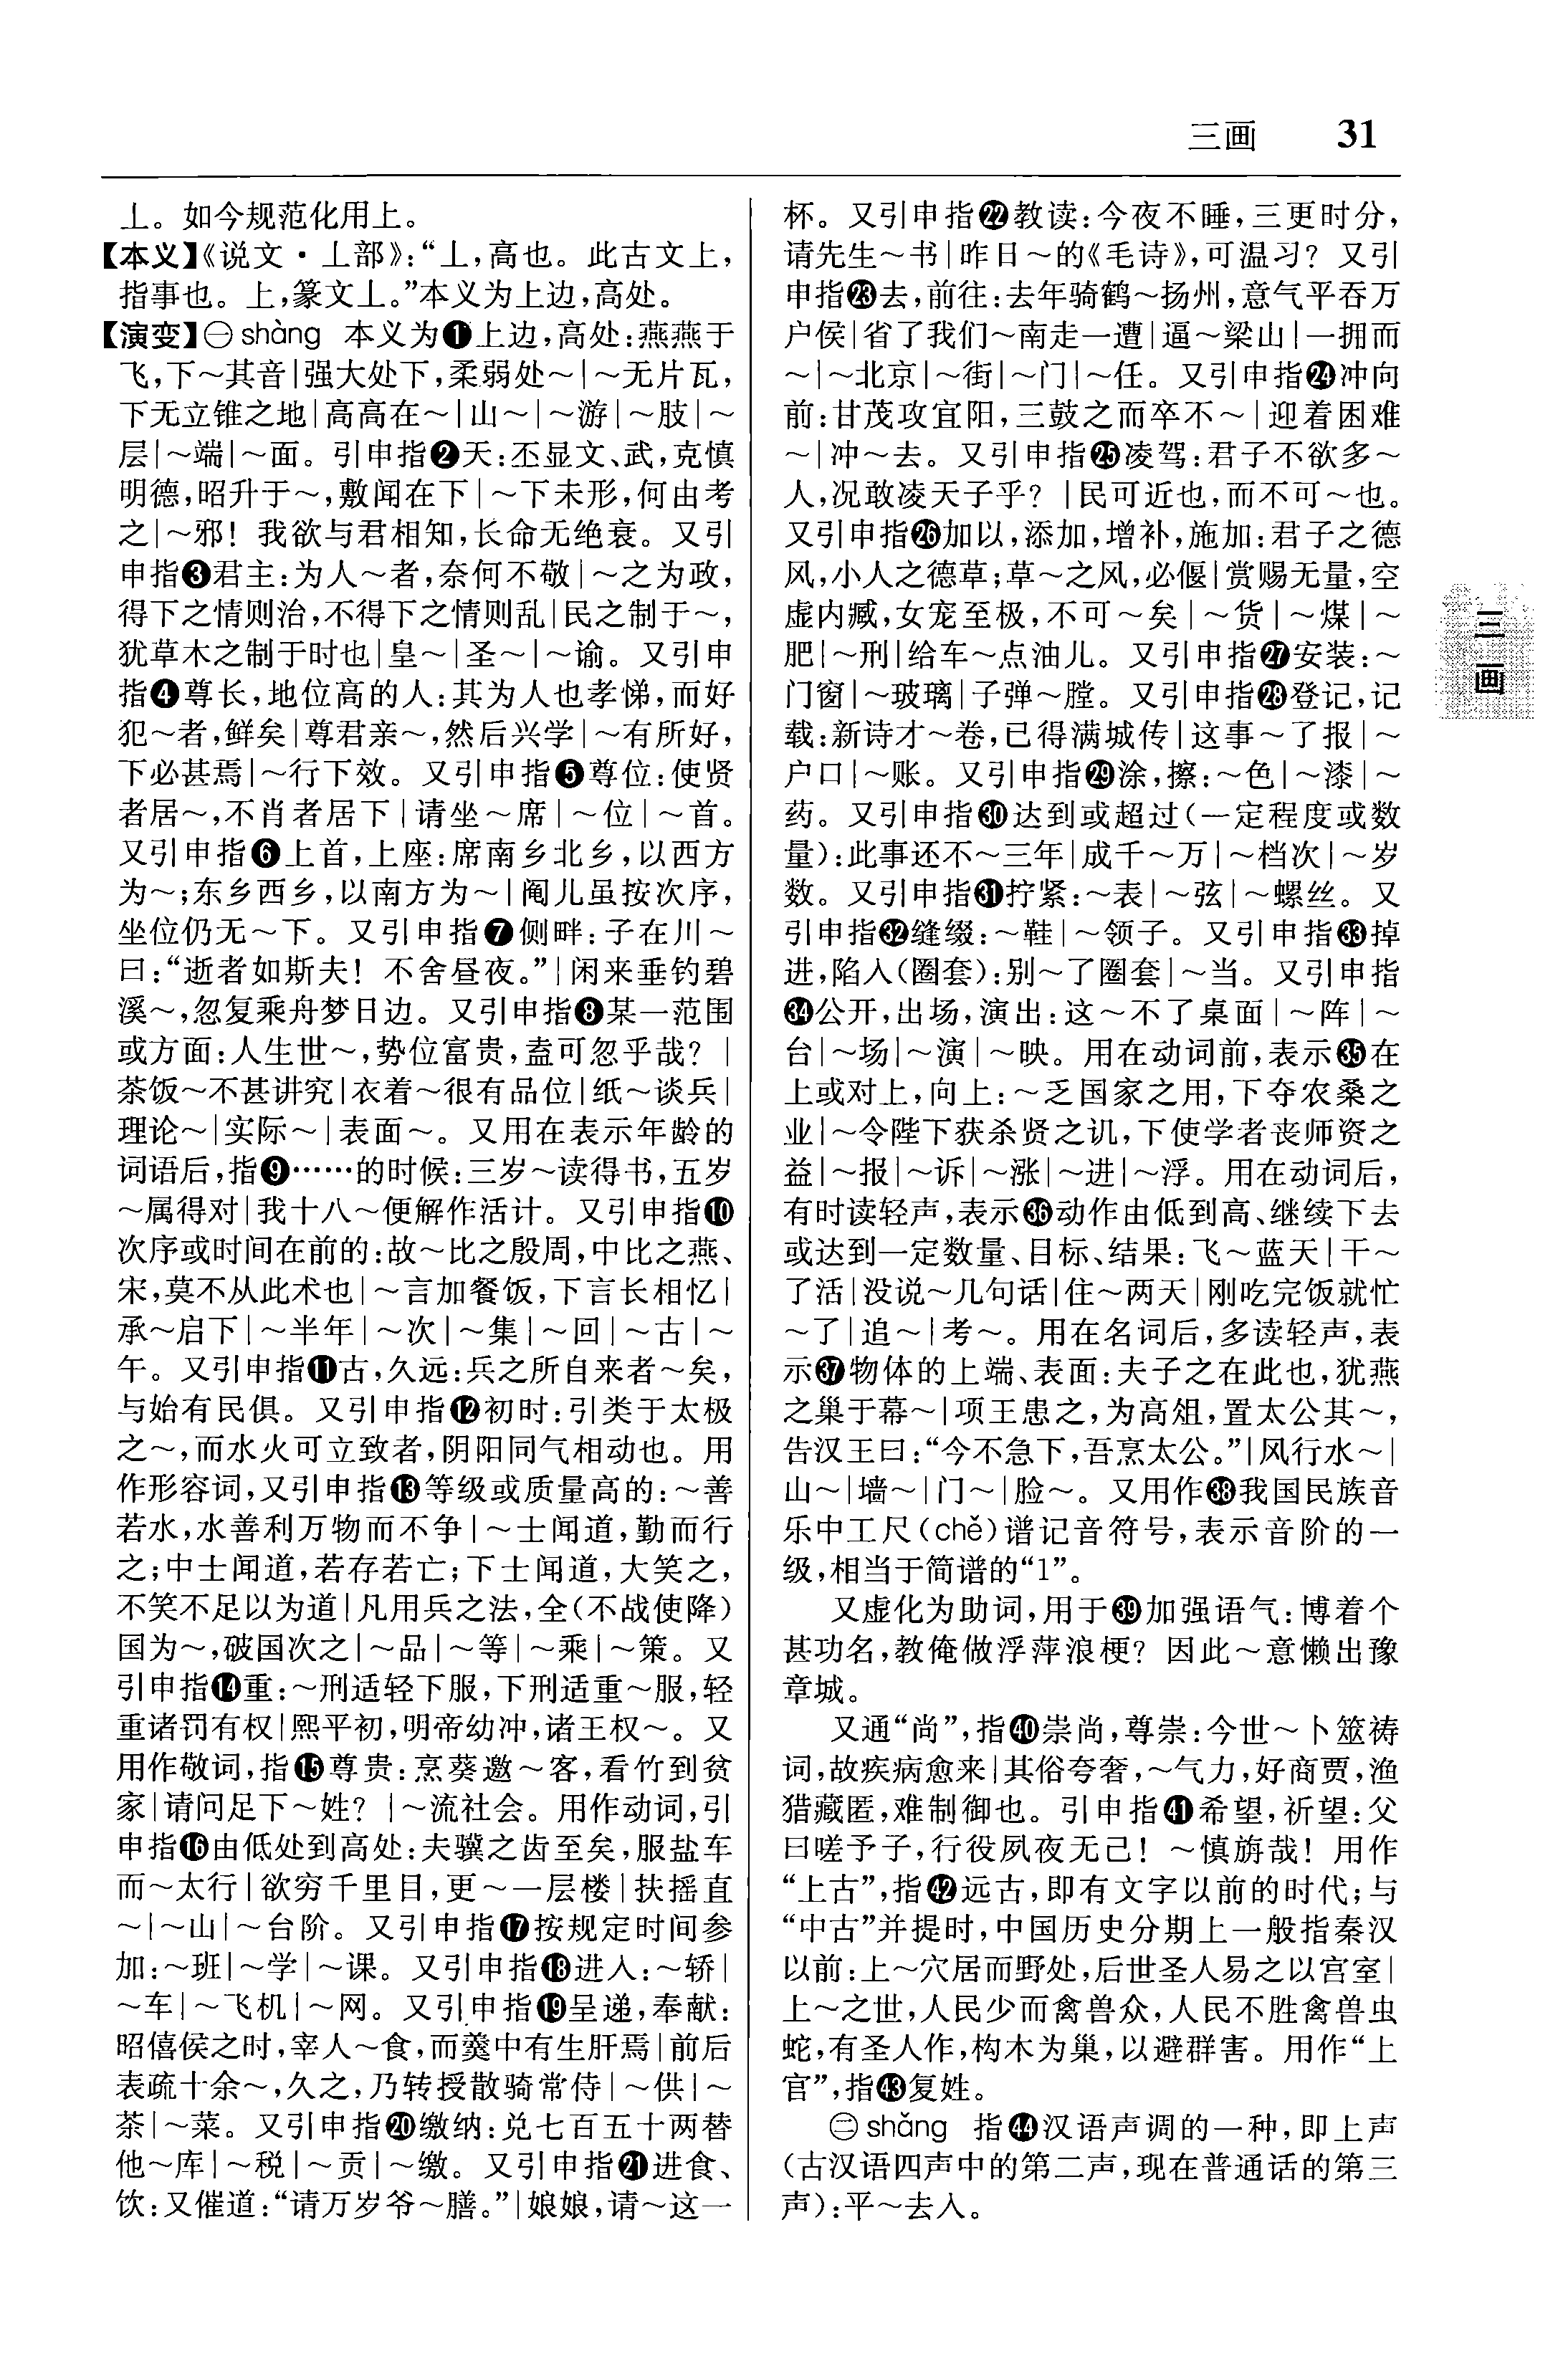 三画 31
丄。如今规范化用上。
【本义】《说文·丄部》:“丄,高也。此古文上,
指事也。上,篆文丄。”本义为上边,高处。
【演变】㊀shàng 本义为❶上边,高处:燕燕于
飞,下～其音|强大处下,柔弱处～|～无片瓦,
下无立锥之地|高高在～|山～|～游|～肢|～
层|～端|～面。引申指❷天:丕显文、武,克慎
明德,昭升于～,敷闻在下|～下未形,何由考
之|～邪!我欲与君相知,长命无绝衰。又引
申指❸君主:为人～者,奈何不敬|～之为政,
得下之情则治,不得下之情则乱|民之制于～,
犹草木之制于时也|皇～|圣～|～谕。又引申
指❹尊长,地位高的人:其为人也孝悌,而好
犯～者,鲜矣|尊君亲～,然后兴学|～有所好,
下必甚焉|～行下效。又引申指❺尊位:使贤
者居～,不肖者居下|请坐～席|～位|～首。
又引申指❻上首,上座:席南乡北乡,以西方
为～;东乡西乡,以南方为～|阄儿虽按次序,
坐位仍无～下。又引申指❼侧畔:子在川～
曰:“逝者如斯夫!不舍昼夜。”|闲来垂钓碧
溪～,忽复乘舟梦日边。又引申指❽某一范围
或方面:人生世～,势位富贵,盍可忽乎哉?|
茶饭～不甚讲究|衣着～很有品位|纸～谈兵|
理论～|实际～|表面～。又用在表示年龄的
词语后,指❾……的时候:三岁～读得书,五岁
～属得对|我十八～便解作活计。又引申指❿
次序或时间在前的:故～比之殷周,中比之燕、
宋,莫不从此术也|～言加餐饭,下言长相忆|
承～启下|～半年|～次|～集|～回|～古|～
午。又引申指⓫古,久远:兵之所自来者～矣,
与始有民俱。又引申指⓬初时:引类于太极
之～,而水火可立致者,阴阳同气相动也。用
作形容词,又引申指⓭等级或质量高的:～善
若水,水善利万物而不争|～士闻道,勤而行
之;中士闻道,若存若亡;下士闻道,大笑之,
不笑不足以为道|凡用兵之法,全(不战使降)
国为～,破国次之|～品|～等|～乘|～策。又
引申指⓮重:～刑适轻下服,下刑适重～服,轻
重诸罚有权|熙平初,明帝幼冲,诸王权～。又
用作敬词,指⓯尊贵:烹葵邀～客,看竹到贫
家|请问足下～姓?|～流社会。用作动词,引
申指⓰由低处到高处:夫骥之齿至矣,服盐车
而～太行|欲穷千里目,更～一层楼|扶摇直
～|～山|～台阶。又引申指⓱按规定时间参
加:～班|～学|～课。又引申指⓲进入:～轿|
～车|～飞机|～网。又引申指⓳呈递,奉献:
昭僖侯之时,宰人～食,而羹中有生肝焉|前后
表疏十余～,久之,乃转授散骑常侍|～供|～
茶|～菜。又引申指⓴缴纳:兑七百五十两替
他～库|～税|～贡|～缴。又引申指㉑进食、
饮:又催道:“请万岁爷～膳。”|娘娘,请～这一
杯。又引申指㉒教读:今夜不睡,三更时分,
请先生～书|昨日～的《毛诗》,可温习?又引
申指㉓去,前往:去年骑鹤～扬州,意气平吞万
户侯|省了我们～南走一遭|逼～梁山|一拥而
～|～北京|～街|～门|～任。又引申指㉔冲向
前:甘茂攻宜阳,三鼓之而卒不～|迎着困难
～|冲～去。又引申指㉕凌驾:君子不欲多～
人,况敢凌天子乎?|民可近也,而不可～也。
又引申指㉖加以,添加,增补,施加:君子之德
风,小人之德草;草～之风,必偃|赏赐无量,空
虚内臧,女宠至极,不可～矣|～货|～煤|～
肥|～刑|给车～点油儿。又引申指㉗安装:～
门窗|～玻璃|子弹～膛。又引申指㉘登记,记
载:新诗才～卷,已得满城传|这事～了报|～
户口|～账。又引申指㉙涂,擦:～色|～漆|～
药。又引申指㉚达到或超过(一定程度或数
量):此事还不～三年|成千～万|～档次|～岁
数。又引申指㉛拧紧:～表|～弦|～螺丝。又
引申指㉜缝缀:～鞋|～领子。又引申指㉝掉
进,陷入(圈套):别～了圈套|～当。又引申指
㉞公开,出场,演出:这～不了桌面|～阵|～
台|～场|～演|～映。用在动词前,表示㉟在
上或对上,向上:～乏国家之用,下夺农桑之
业|～令陛下获杀贤之讥,下使学者丧师资之
益|～报|～诉|～涨|～进|～浮。用在动词后,
有时读轻声,表示㊱动作由低到高、继续下去
或达到一定数量、目标、结果:飞～蓝天|干～
了活|没说～几句话|住～两天|刚吃完饭就忙
～了|追～|考～。用在名词后,多读轻声,表
示㊲物体的上端、表面:夫子之在此也,犹燕
之巢于幕～|项王患之,为高俎,置太公其～,
告汉王曰:“今不急下,吾烹太公。”|风行水～|
山～|墙～|门～|脸～。又用作㊳我国民族音
乐中工尺(chě)谱记音符号,表示音阶的一
级,相当于简谱的“1”。
又虚化为助词,用于㊴加强语气:博着个
甚功名,教俺做浮萍浪梗?因此～意懒出豫
章城。
又通“尚”,指㊵崇尚,尊崇:今世～卜筮祷
词,故疾病愈来|其俗夸奢,～气力,好商贾,渔
猎藏匿,难制御也。引申指㊶希望,祈望:父
曰嗟予子,行役夙夜无已!～慎旃哉!用作
“上古”,指㊷远古,即有文字以前的时代;与
“中古”并提时,中国历史分期上一般指秦汉
以前:上～穴居而野处,后世圣人易之以宫室|
上～之世,人民少而禽兽众,人民不胜禽兽虫
蛇,有圣人作,构木为巢,以避群害。用作“上
官”,指㊸复姓。
㊁shǎng 指㊹汉语声调的一种,即上声
(古汉语四声中的第二声,现在普通话的第三
声):平～去入。
三画